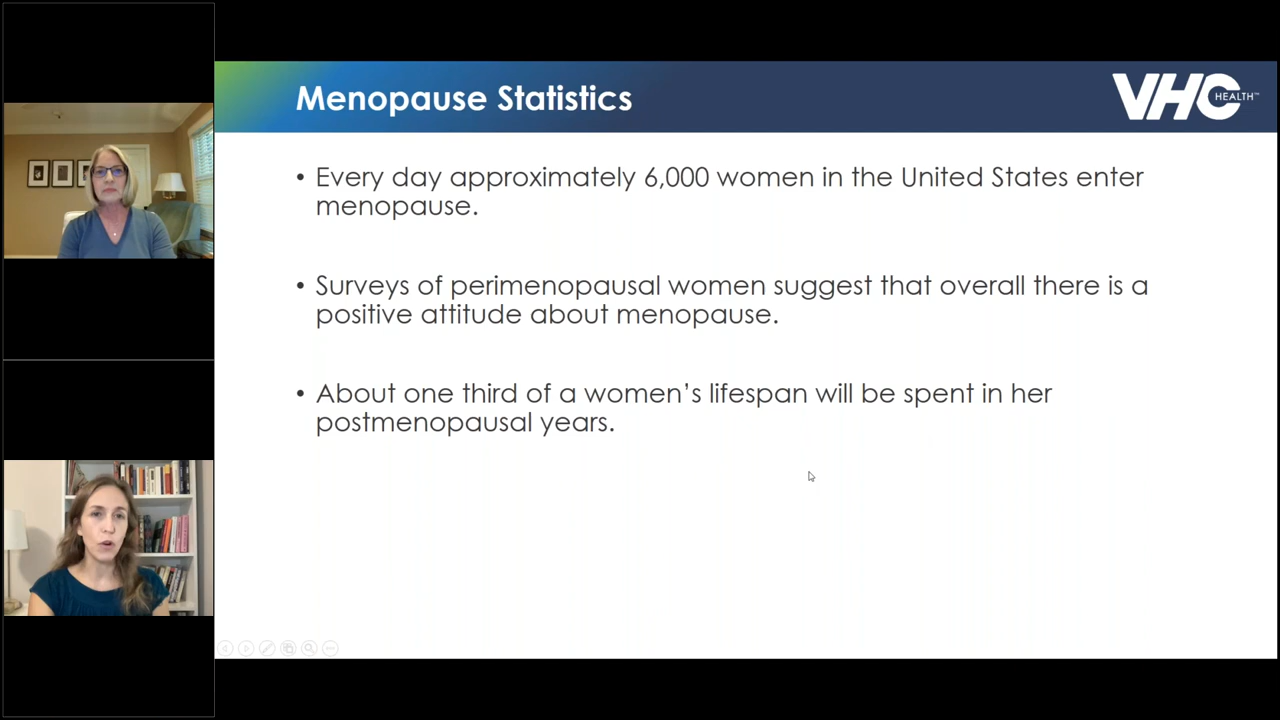 Menopause Statistics
VHC HEALTH™
• Every day approximately 6,000 women in the United States enter
menopause.
• Surveys of perimenopausal women suggest that overall there is a
positive attitude about menopause.
• About one third of a women’s lifespan will be spent in her
postmenopausal years.